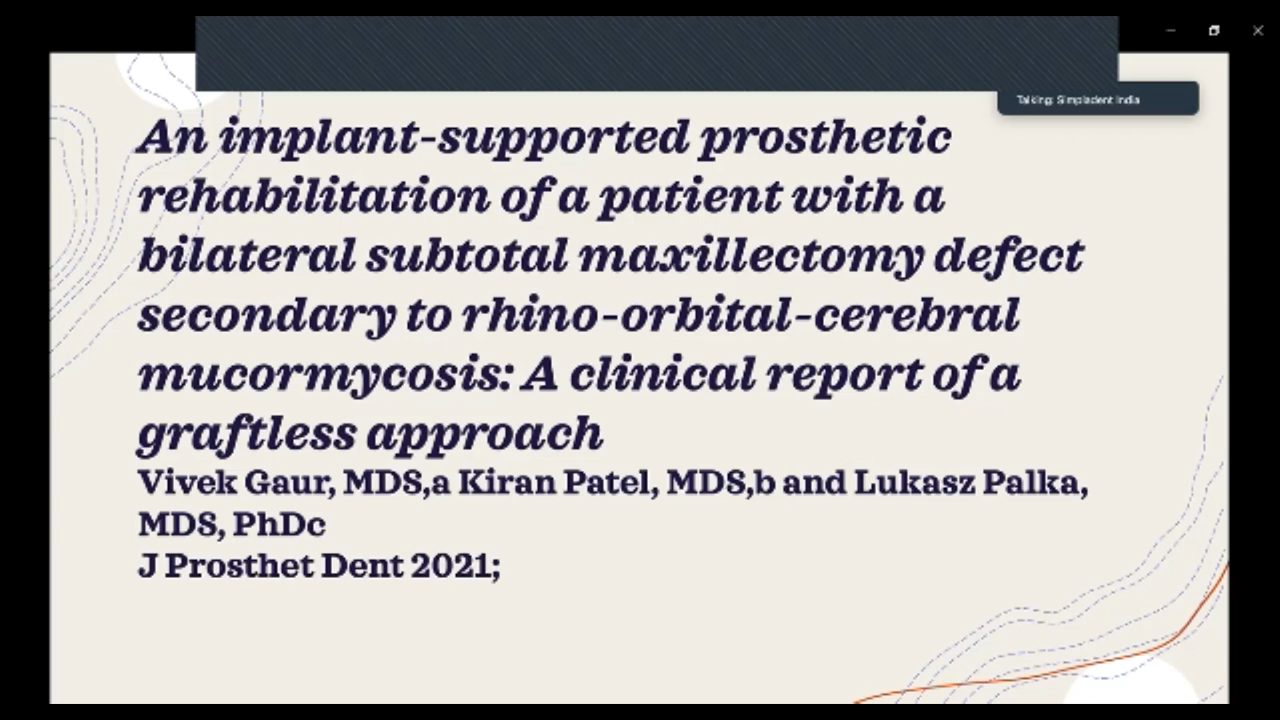 Talking: Simpladent India
An implant-supported prosthetic
rehabilitation of a patient with a
bilateral subtotal maxillectomy defect
secondary to rhino-orbital-cerebral
mucormycosis: A clinical report of a
graftless approach
Vivek Gaur, MDS,a Kiran Patel, MDS,b and Lukasz Palka,
MDS, PhDc
J Prosthet Dent 2021;